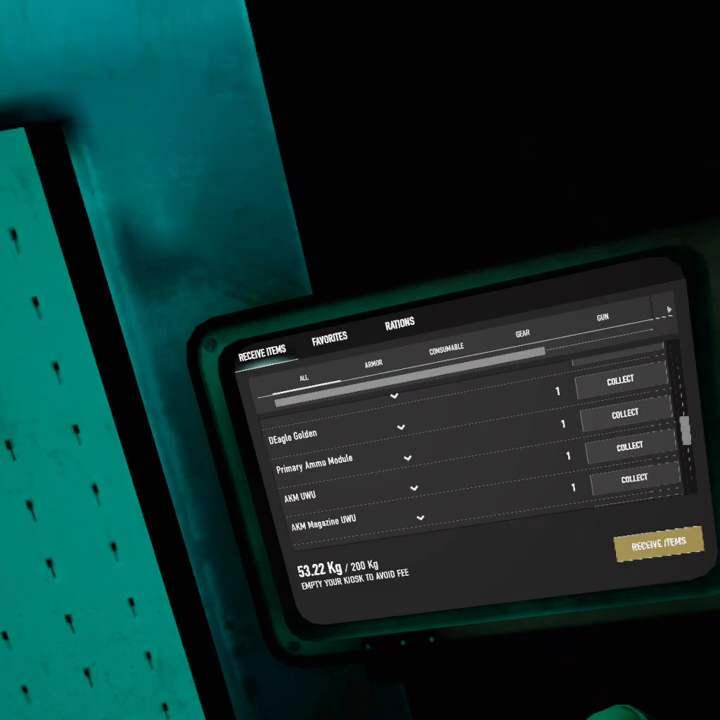 RECEIVE ITEMS FAVORITES RATIONS
ALL ARMOR CONSUMABLE GEAR GUN
DEagle Golden 1 COLLECT
Primary Ammo Module 1 COLLECT
AKM UWU 1 COLLECT
AKM Magazine UWU 1 COLLECT
53.22 Kg / 200 Kg
EMPTY YOUR KIOSK TO AVOID FEE
RECEIVE ITEMS